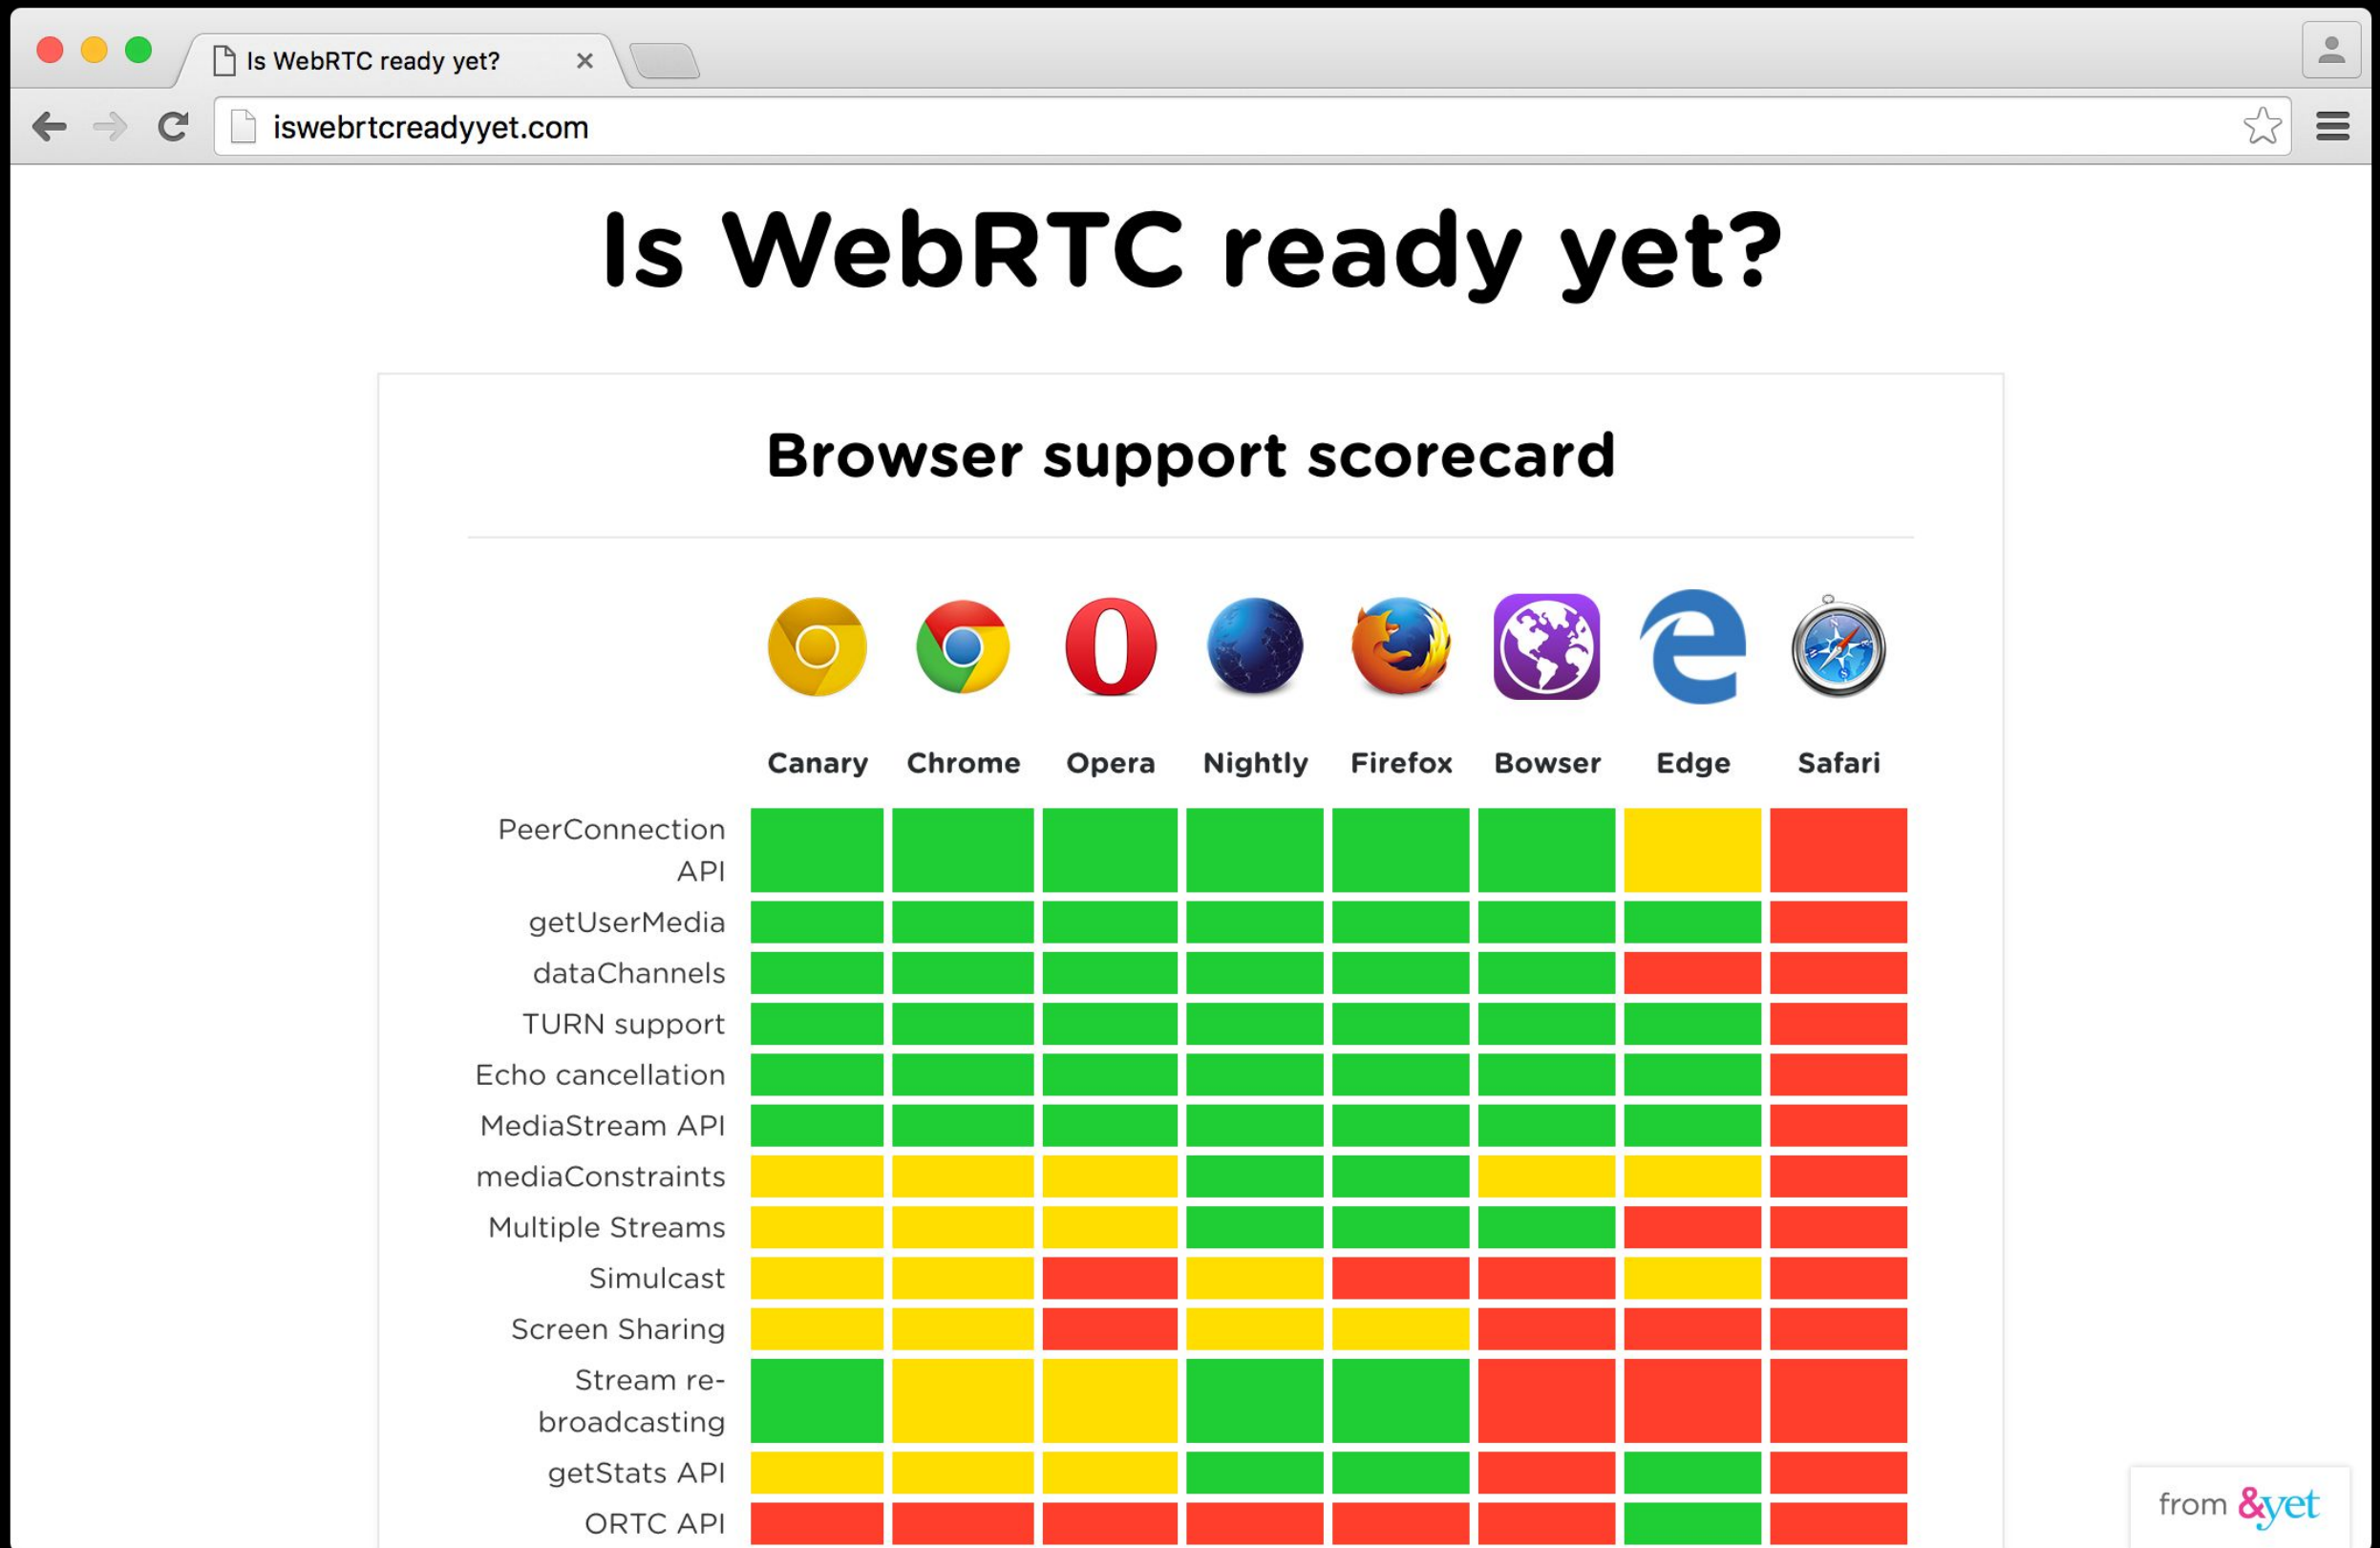 Is WebRTC ready yet?
iswebrtcreadyyet.com
Is WebRTC ready yet?
Browser support scorecard
Canary Chrome Opera Nightly Firefox Bowser Edge Safari
PeerConnection
API
getUserMedia
dataChannels
TURN support
Echo cancellation
MediaStream API
mediaConstraints
Multiple Streams
Simulcast
Screen Sharing
Stream re-
broadcasting
getStats API
ORTC API
from &yet